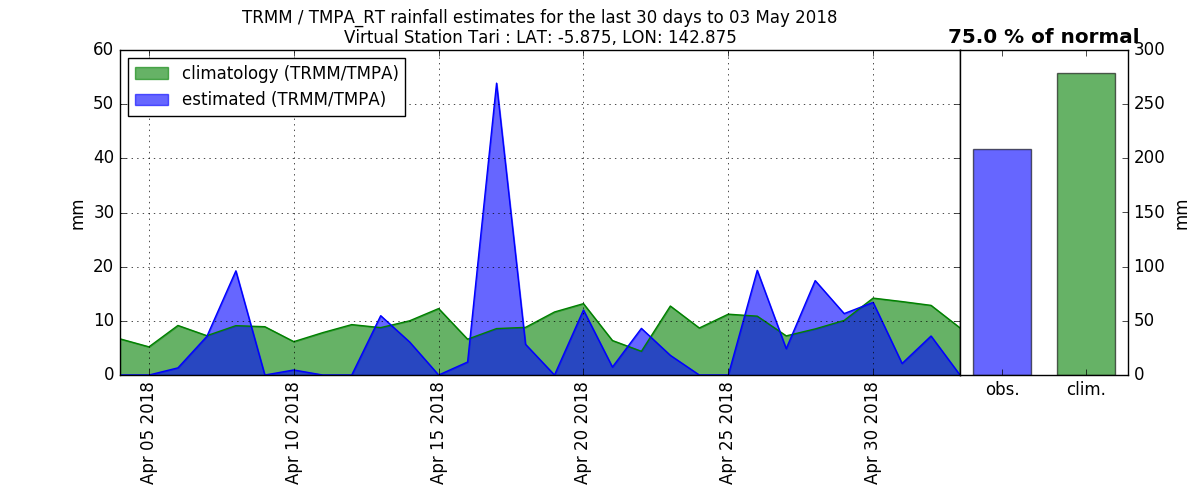 TRMM / TMPA_RT rainfall estimates for the last 30 days to 03 May 2018
Virtual Station Tari : LAT: -5.875, LON: 142.875
75.0 % of normal
climatology (TRMM/TMPA)
estimated (TRMM/TMPA)
60
50
40
30
20
10
0
mm
Apr 05 2018
Apr 10 2018
Apr 15 2018
Apr 20 2018
Apr 25 2018
Apr 30 2018
obs.
clim.
300
250
200
150
100
50
0
mm